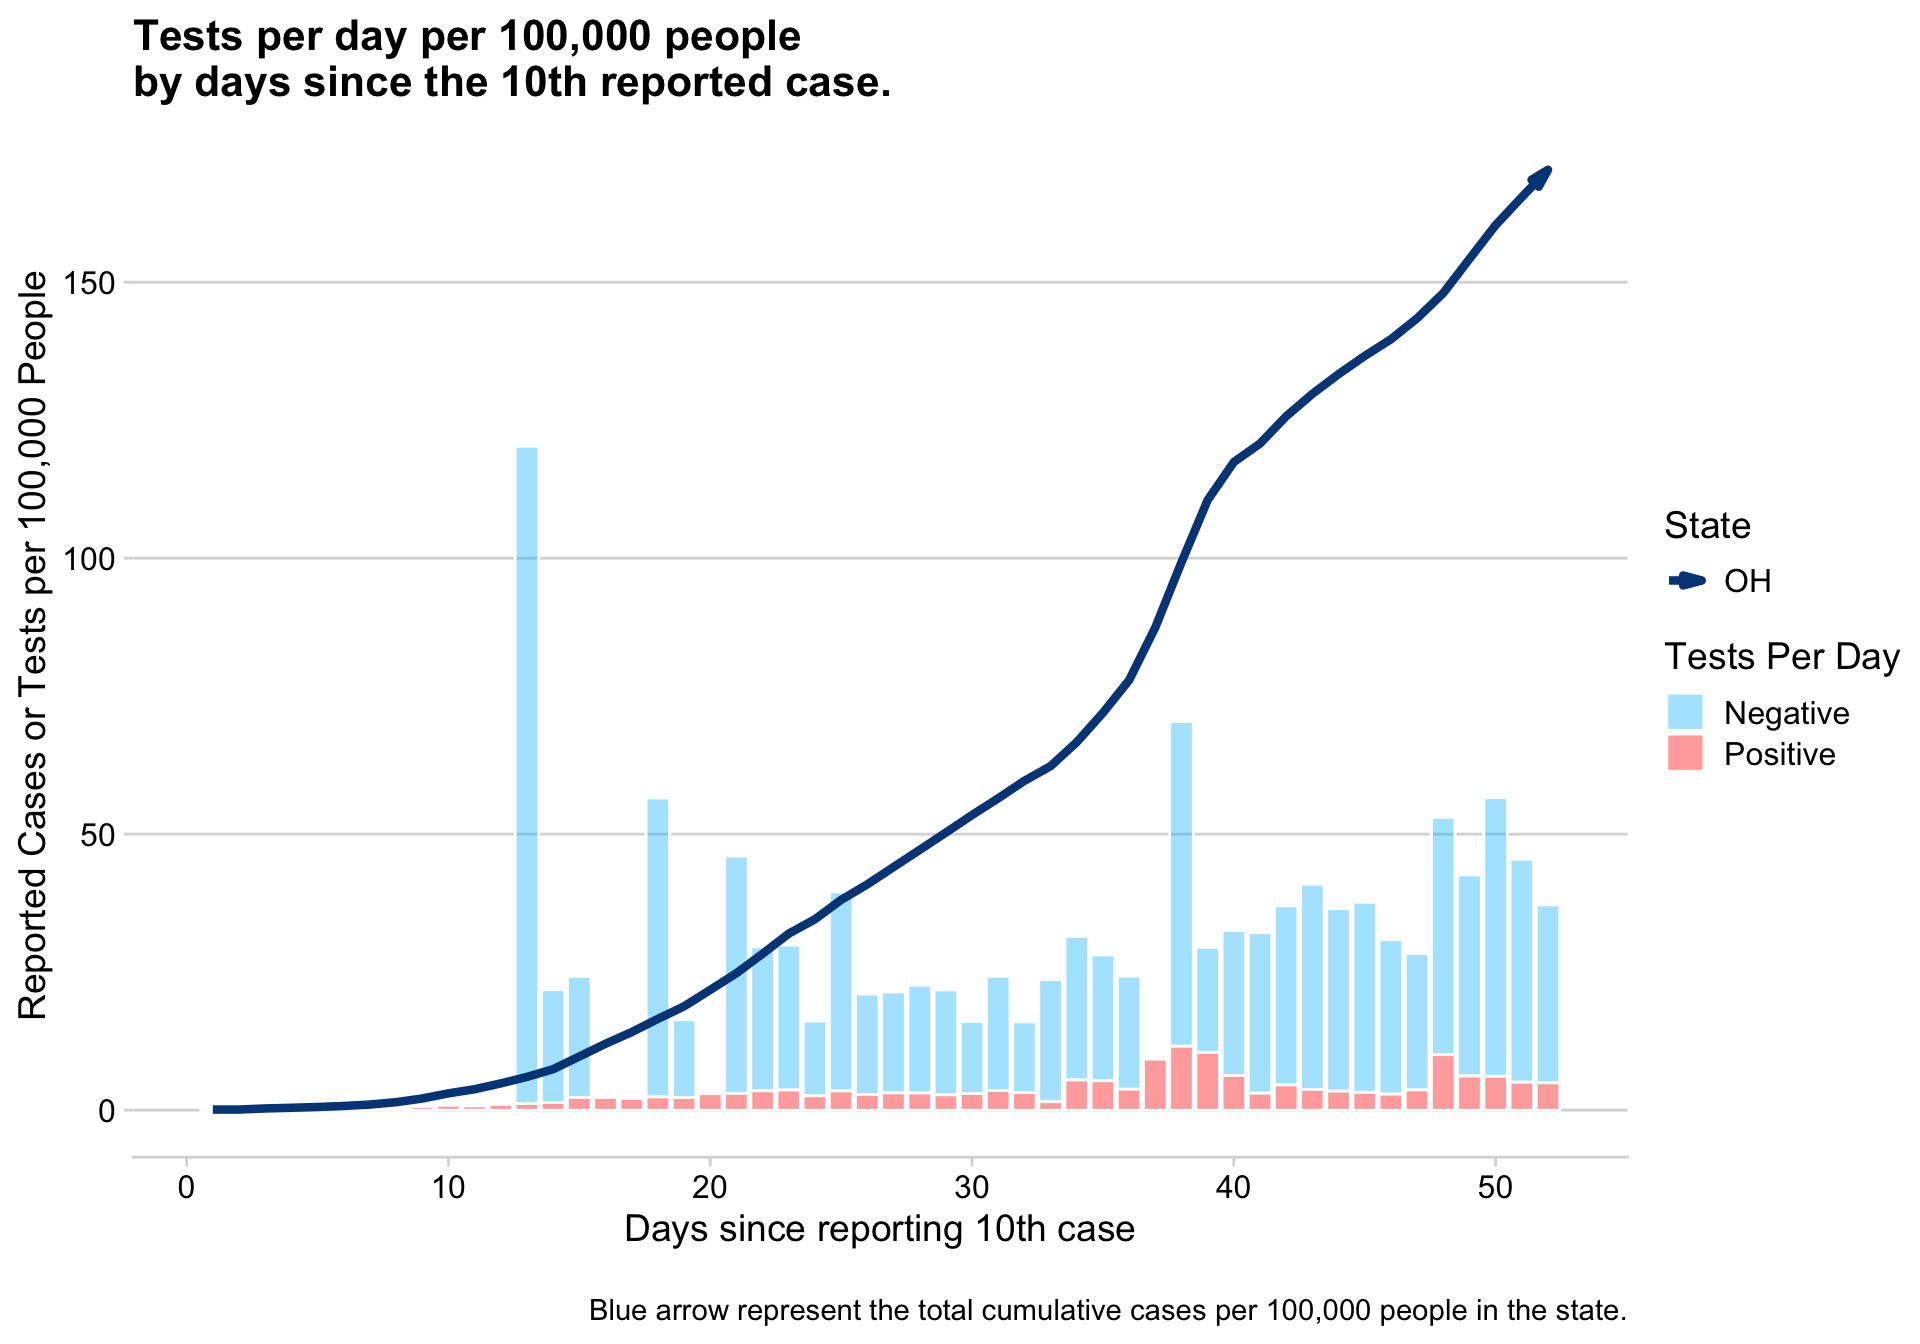 Tests per day per 100,000 people
by days since the 10th reported case.
Reported Cases or Tests per 100,000 People
150
100
50
0
0
10
20
30
40
50
Days since reporting 10th case
State
OH
Tests Per Day
Negative
Positive
Blue arrow represent the total cumulative cases per 100,000 people in the state.